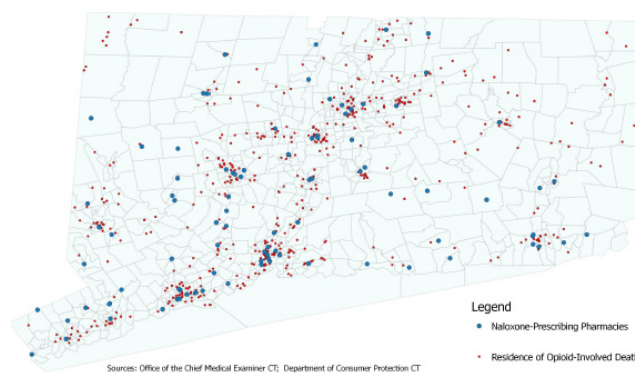 Legend
Naloxone-Prescribing Pharmacies
Residence of Opioid-Involved Death
Sources: Office of the Chief Medical Examiner CT; Department of Consumer Protection CT